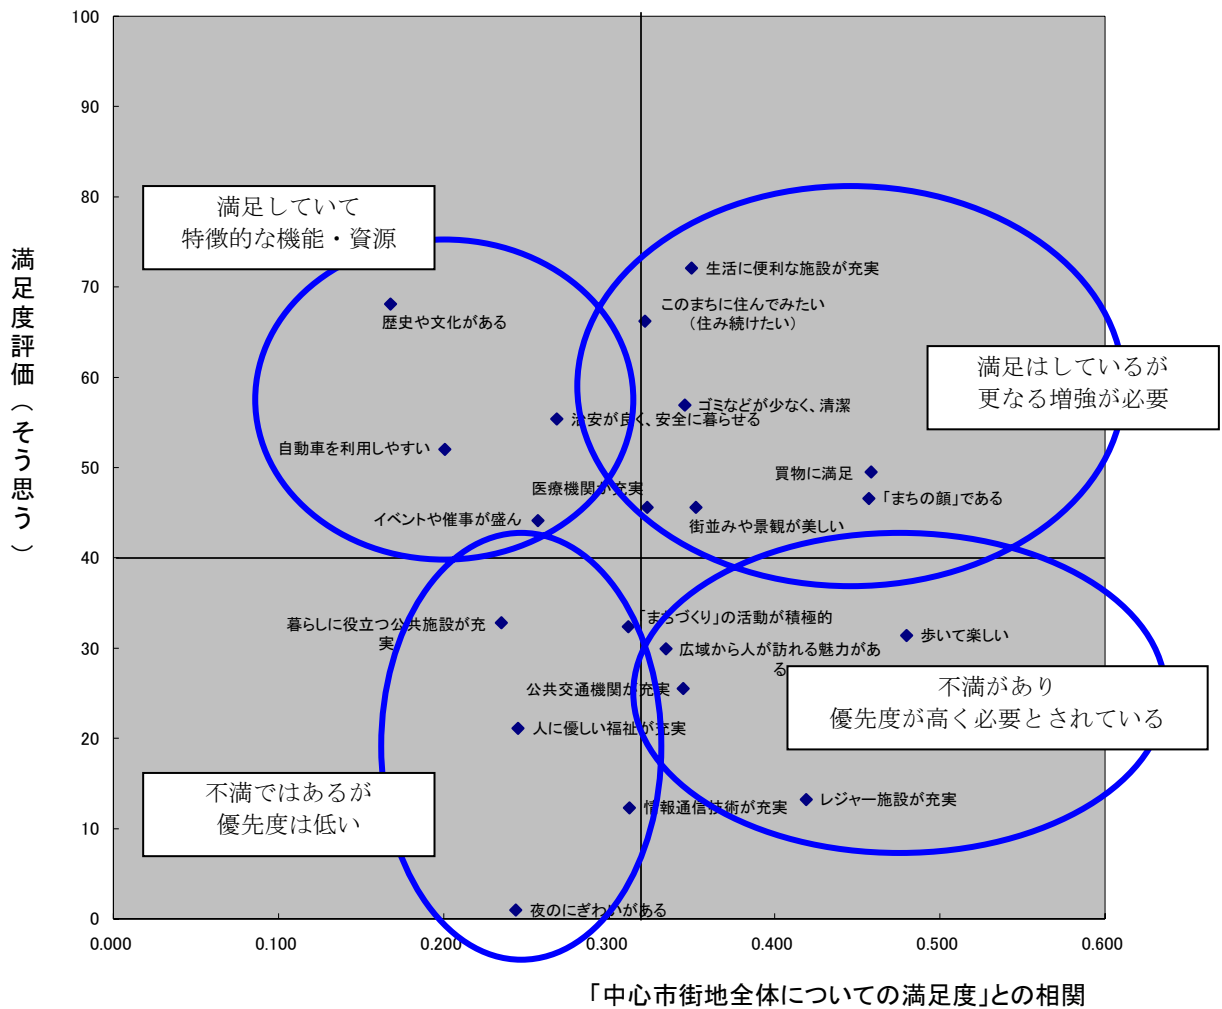 満足度評価（そう思う）
100
90
80
70
60
50
40
30
20
10
0
0.000
0.100
0.200
0.300
0.400
0.500
0.600
「中心市街地全体についての満足度」との相関
満足していて
特徴的な機能・資源
歴史や文化がある
自動車を利用しやすい
治安が良く、安全に暮らせる
イベントや催事が盛ん
生活に便利な施設が充実
このまちに住んでみたい
（住み続けたい）
満足はしているが
更なる増強が必要
ゴミなどが少なく、清潔
買物に満足
「まちの顔」である
医療機関が充実
街並みや景観が美しい
暮らしに役立つ公共施設が充
実
「まちづくり」の活動が積極的
広域から人が訪れる魅力があ
る
歩いて楽しい
公共交通機関が充実
不満があり
優先度が高く必要とされている
人に優しい福祉が充実
不満ではあるが
優先度は低い
情報通信技術が充実
レジャー施設が充実
夜のにぎわいがある